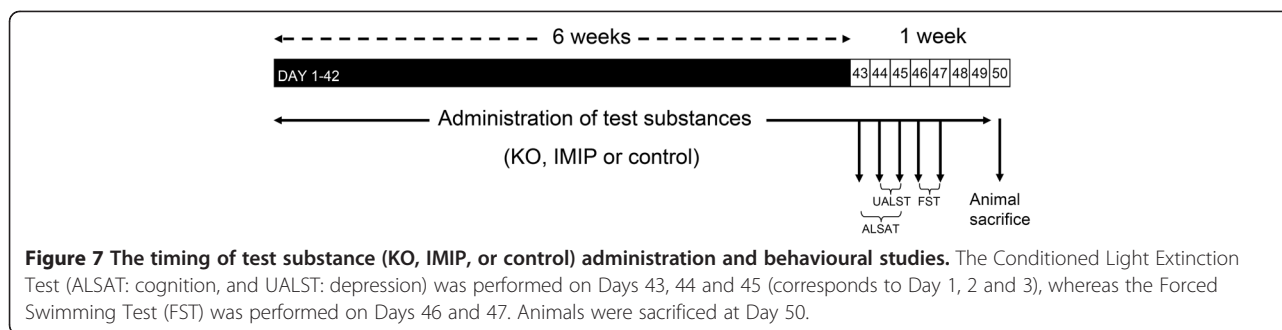 6 weeks 1 week
DAY 1-42 43 44 45 46 47 48 49 50
Administration of test substances
(KO, IMIP or control)
UALST FST Animal
sacrifice
ALSAT
Figure 7 The timing of test substance (KO, IMIP, or control) administration and behavioural studies. The Conditioned Light Extinction
Test (ALSAT: cognition, and UALST: depression) was performed on Days 43, 44 and 45 (corresponds to Day 1, 2 and 3), whereas the Forced
Swimming Test (FST) was performed on Days 46 and 47. Animals were sacrificed at Day 50.